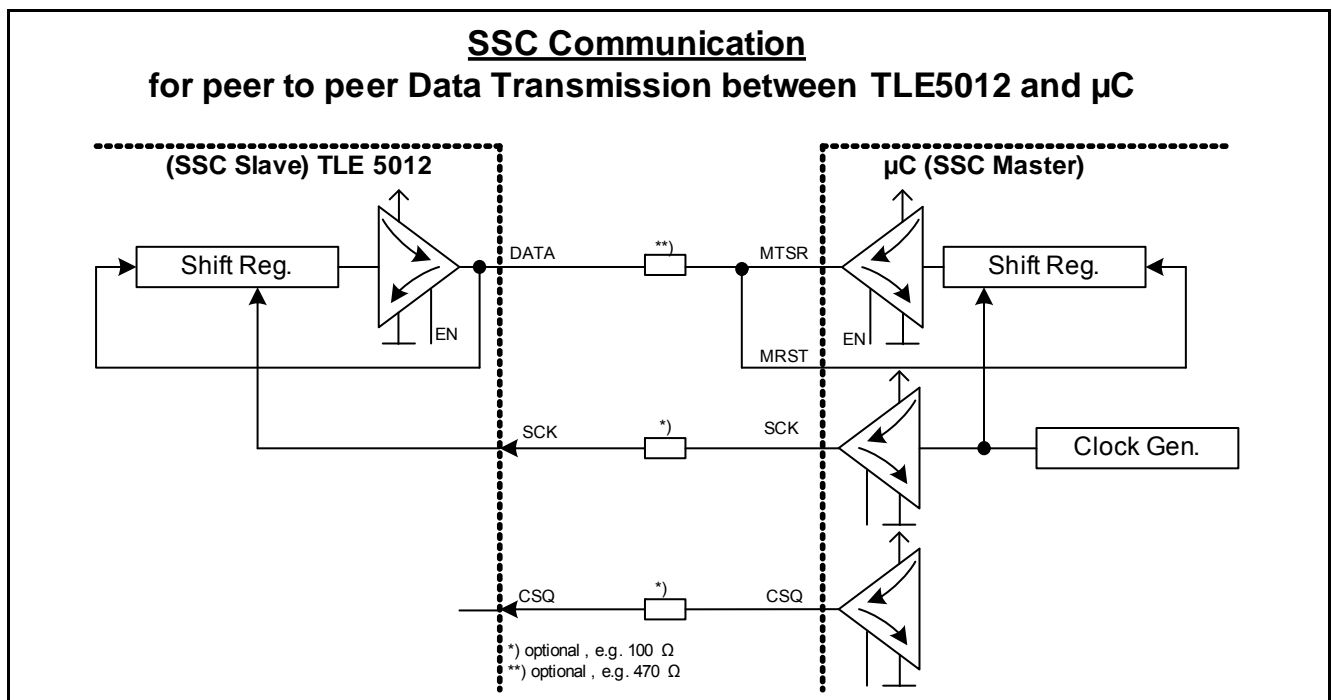 SSC Communication
for peer to peer Data Transmission between TLE5012 and µC
(SSC Slave) TLE 5012
µC (SSC Master)
Shift Reg.
EN
DATA
**)
MTSR
Shift Reg.
EN
MRST
SCK
*)
SCK
Clock Gen.
CSQ
*)
CSQ
*) optional , e.g. 100 Ω
**) optional , e.g. 470 Ω